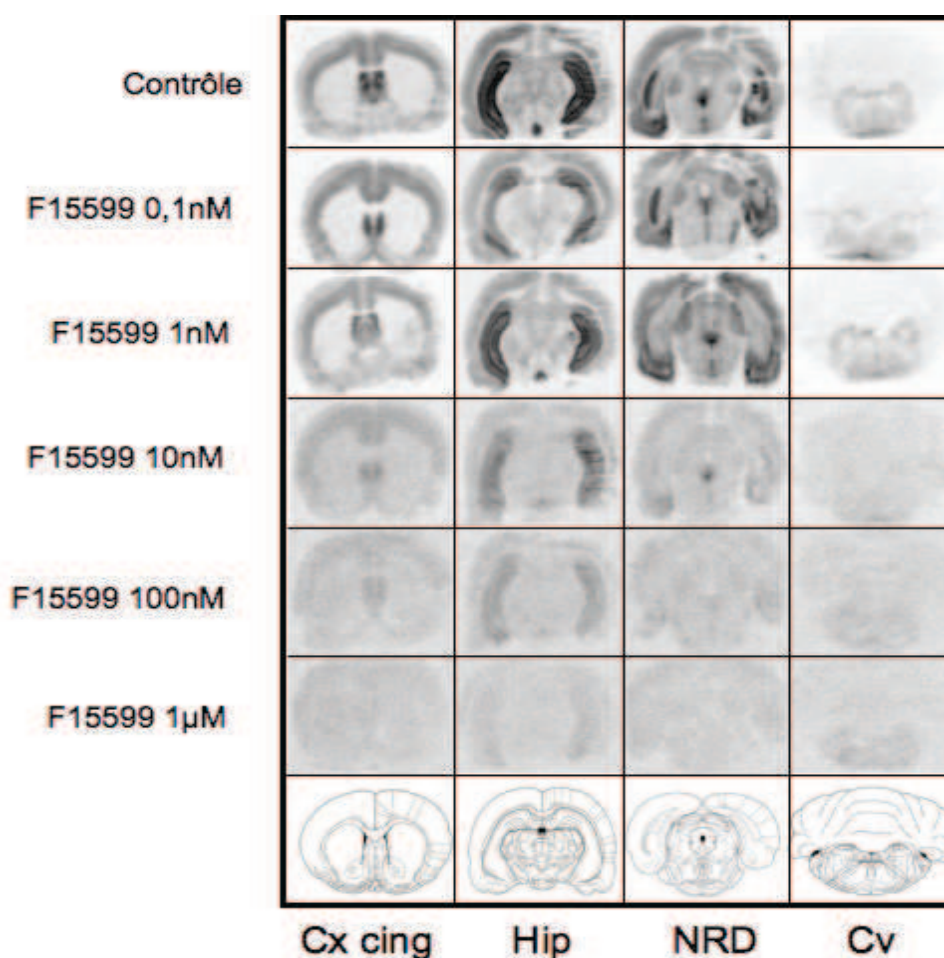 Contrôle
F15599 0,1nM
F15599 1nM
F15599 10nM
F15599 100nM
F15599 1µM
Cx cing Hip NRD Cv